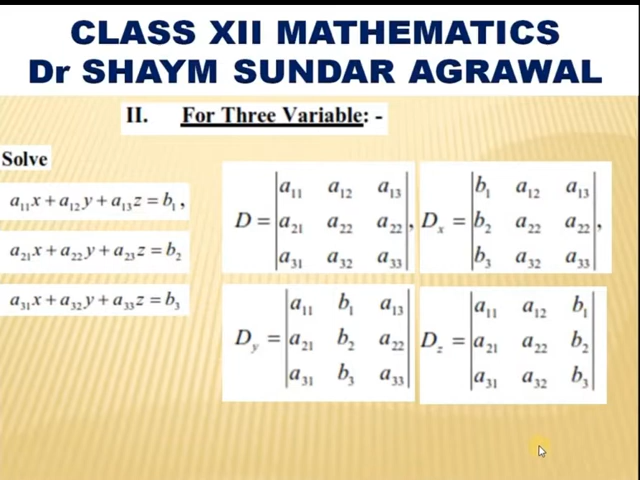 CLASS XII MATHEMATICS
Dr SHAYM SUNDAR AGRAWAL
II. For Three Variable: -
Solve
a₁₁x + a₁₂y + a₁₃z = b₁ ,
a₂₁x + a₂₂y + a₂₃z = b₂
a₃₁x + a₃₂y + a₃₃z = b₃
D = | a₁₁ a₁₂ a₁₃ |
| a₂₁ a₂₂ a₂₂ | ,
| a₃₁ a₃₂ a₃₃ |
Dₓ = | b₁ a₁₂ a₁₃ |
| b₂ a₂₂ a₂₂ | ,
| b₃ a₃₂ a₃₃ |
D_y = | a₁₁ b₁ a₁₃ |
| a₂₁ b₂ a₂₂ |
| a₃₁ b₃ a₃₃ |
D_z = | a₁₁ a₁₂ b₁ |
| a₂₁ a₂₂ b₂ |
| a₃₁ a₃₂ b₃ |